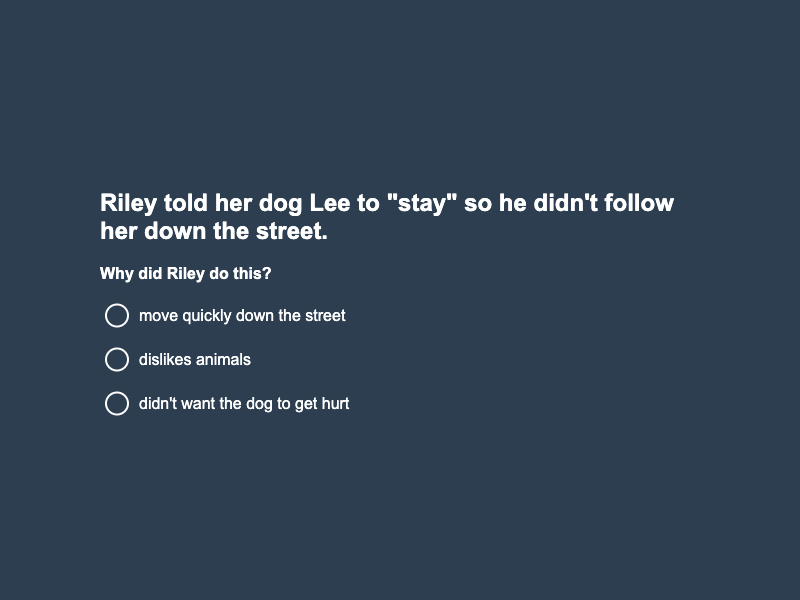 Riley told her dog Lee to "stay" so he didn't follow
her down the street.
Why did Riley do this?
move quickly down the street
dislikes animals
didn't want the dog to get hurt